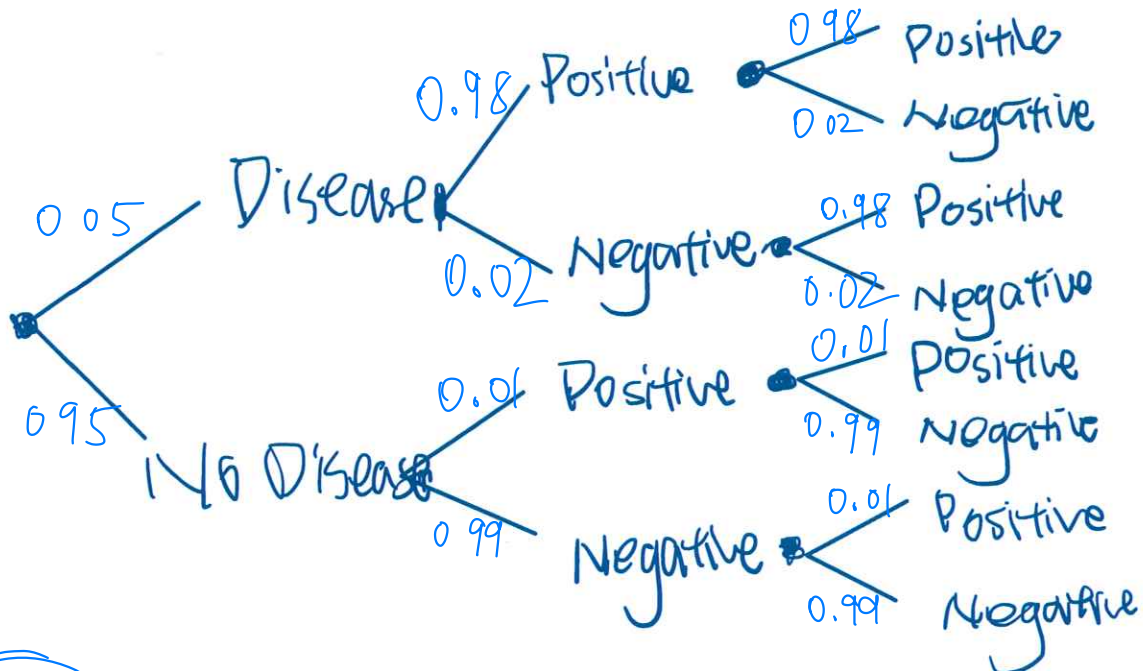 0 98 Positive
0.98 Positive
0 02 Negative
0 05 Disease
0.98 Positive
0.02 Negative
0.02 Negative
0.01 Positive
0.01 Positive
0.99 Negative
0 95 No Disease
0.01 Positive
0 99 Negative
0.99 Negative